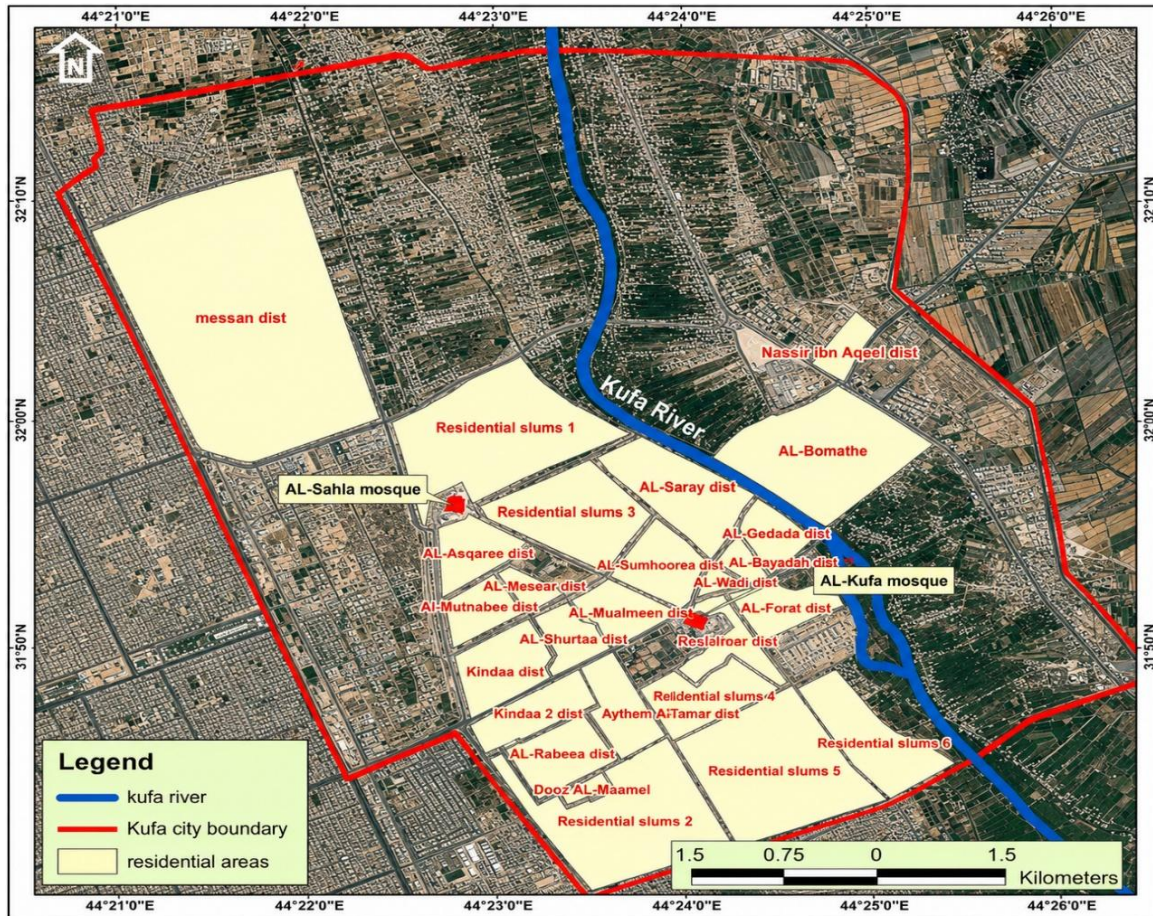 44°21'0"E 44°22'0"E 44°23'0"E 44°24'0"E 44°25'0"E 44°26'0"E
N
32°10'N
32°10'N
messan dist
Nassir ibn Aqeel dist
Kufa River
32°00'N
32°00'N
Residential slums 1
AL-Bomathe
AL-Sahla mosque
AL-Saray dist
Residential slums 3
AL-Gedada dist
AL-Asqaree dist
AL-Sumhoorea dist
AL-Bayadah dist
AL-Kufa mosque
AL-Mesear dist
AL-Wadi dist
Al-Mutnabee dist
AL-Mualmeen dist
AL-Forat dist
AL-Shurtaa dist
Reslalroar dist
31°50'N
31°50'N
Kindaa dist
Relidential slums 4
Kindaa 2 dist
Aythem AlTamar dist
AL-Rabeea dist
Residential slums 6
Residential slums 5
Dooz AL-Maamel
Residential slums 2
Legend
kufa river
Kufa city boundary
residential areas
1.5 0.75 0 1.5
Kilometers
44°21'0"E 44°22'0"E 44°23'0"E 44°24'0"E 44°25'0"E 44°26'0"E